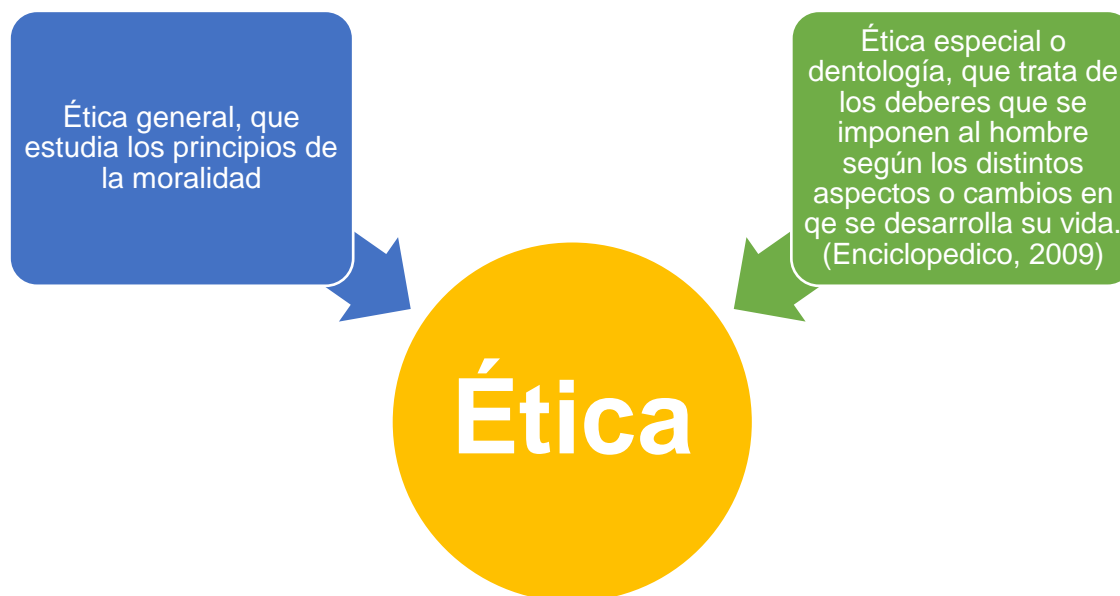 Ética general, que
estudia los principios de
la moralidad
Ética especial o
dentología, que trata de
los deberes que se
imponen al hombre
según los distintos
aspectos o cambios en
qe se desarrolla su vida.
(Enciclopedico, 2009)
Ética